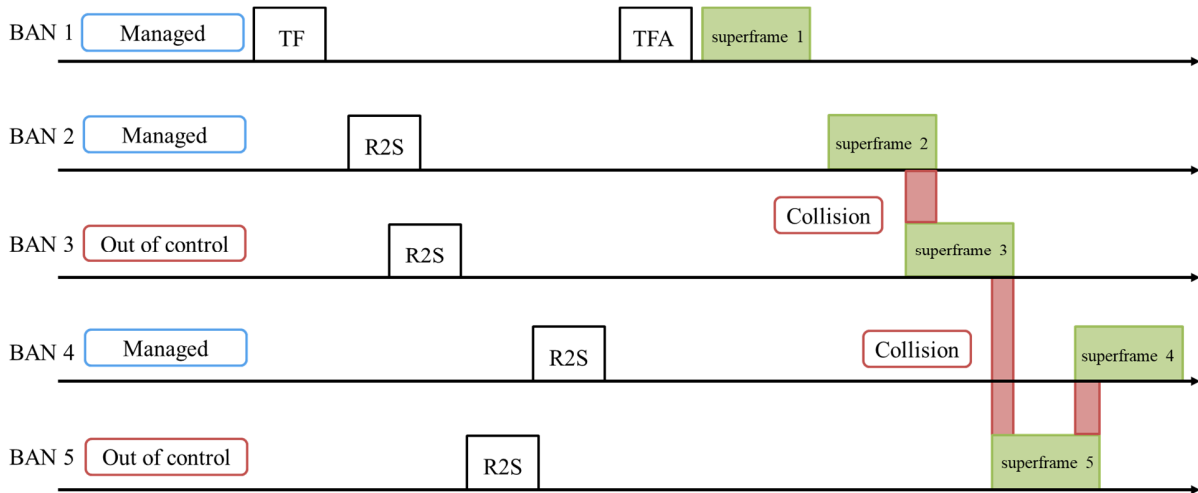 BAN 1 Managed TF TFA superframe 1
BAN 2 Managed R2S superframe 2
Collision
BAN 3 Out of control R2S superframe 3
BAN 4 Managed R2S Collision superframe 4
BAN 5 Out of control R2S superframe 5